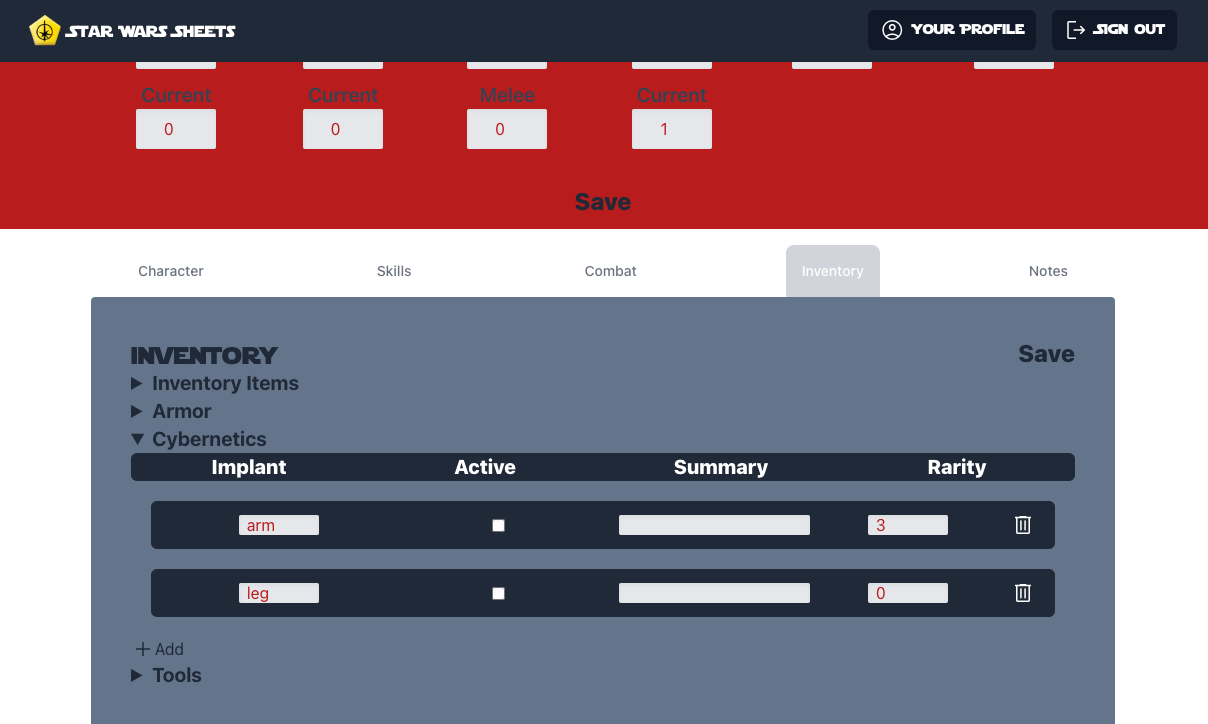 STAR WARS SHEETS
YOUR PROFILE
SIGN OUT
Current Current Melee Current
0 0 0 1
Save
Character Skills Combat Inventory Notes
INVENTORY
Save
Inventory Items
Armor
Cybernetics
Implant Active Summary Rarity
arm 3
leg 0
Add
Tools